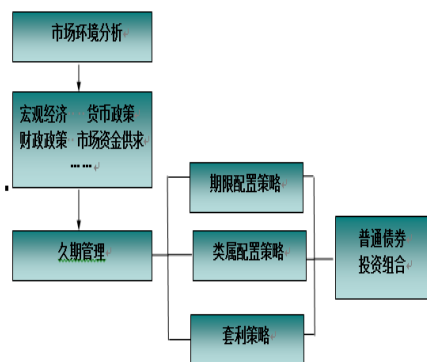 市场环境分析
宏观经济 货币政策
财政政策 市场资金供求
……
久期管理
期限配置策略
类属配置策略
套利策略
普通债券
投资组合